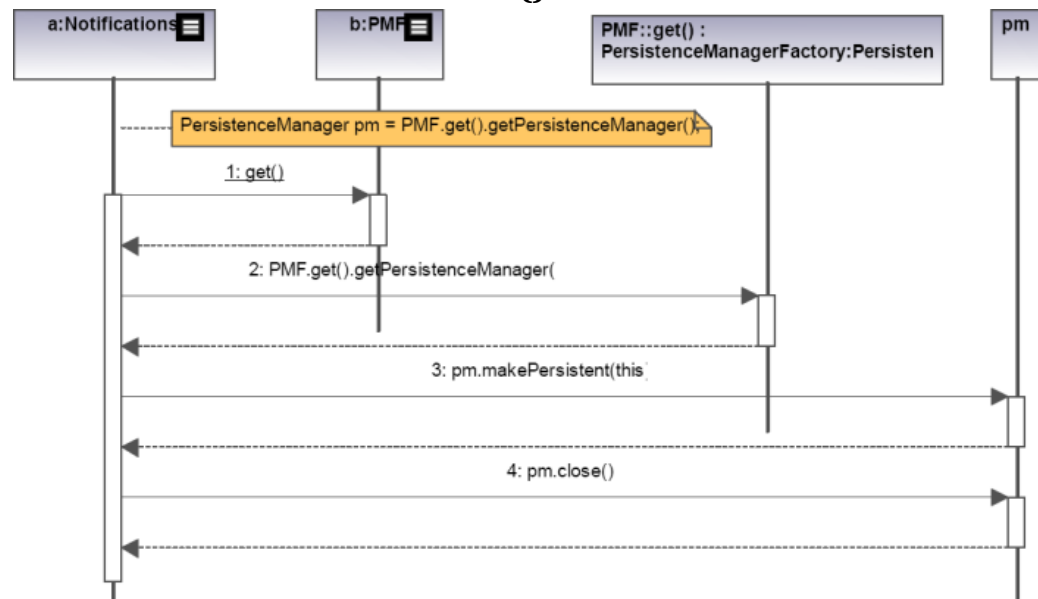 a:Notifications
b:PMF
PMF::get() :
PersistenceManagerFactory:Persisten
pm
PersistenceManager pm = PMF.get().getPersistenceManager();
1: get()
2: PMF.get().getPersistenceManager(
3: pm.makePersistent(this)
4: pm.close()